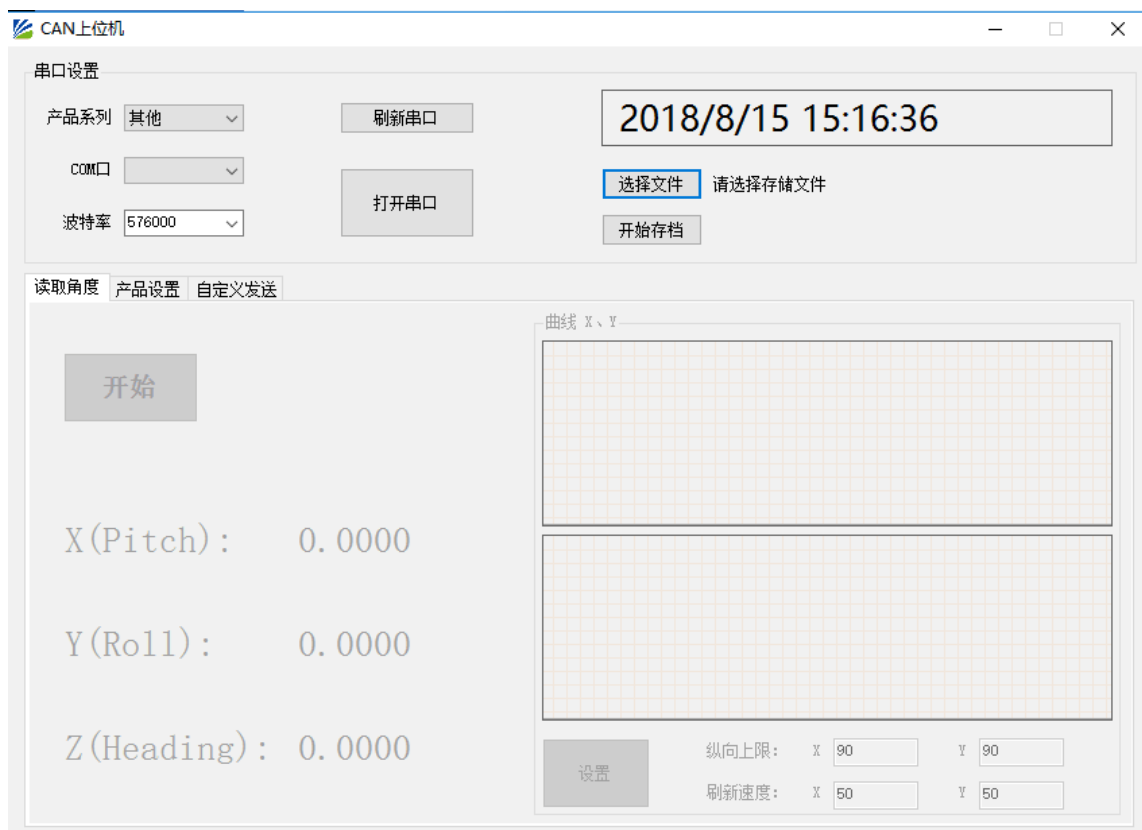 CAN上位机
串口设置
产品系列 其他
刷新串口
2018/8/15 15:16:36
COM口
打开串口
选择文件 请选择存储文件
波特率 576000
开始存档
读取角度 产品设置 自定义发送
曲线 X、Y
开始
X(Pitch): 0.0000
Y(Roll): 0.0000
Z(Heading): 0.0000
设置
纵向上限: X 90 Y 90
刷新速度: X 50 Y 50